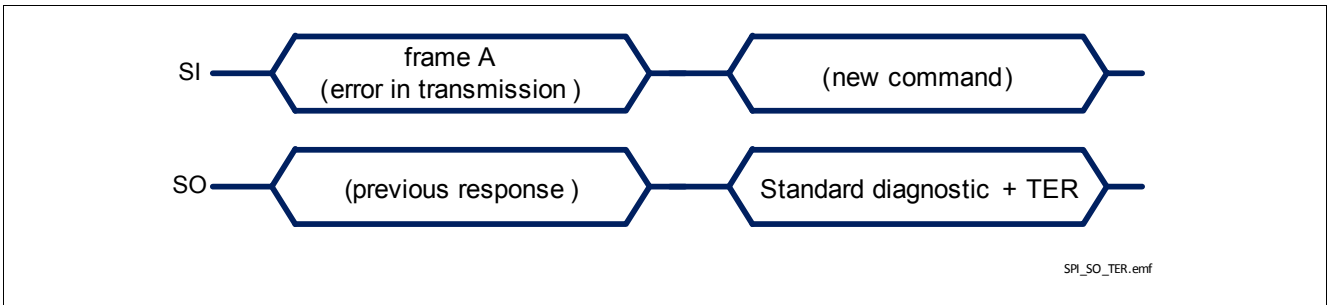 SI
frame A
(error in transmission )
(new command)
SO
(previous response )
Standard diagnostic + TER
SPI_SO_TER.emf